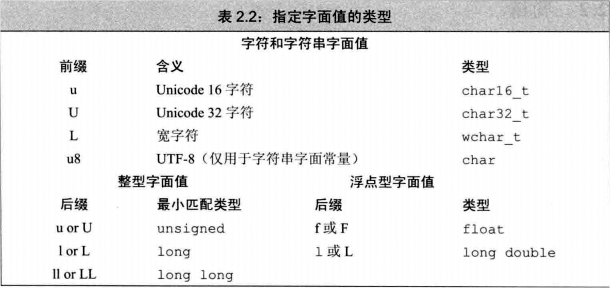 表 2.2：指定字面值的类型
字符和字符串字面值
前缀 含义 类型
u Unicode 16 字符 char16_t
U Unicode 32 字符 char32_t
L 宽字符 wchar_t
u8 UTF-8（仅用于字符串字面常量） char
整型字面值 浮点型字面值
后缀 最小匹配类型 后缀 类型
u or U unsigned f 或 F float
l or L long l 或 L long double
ll or LL long long